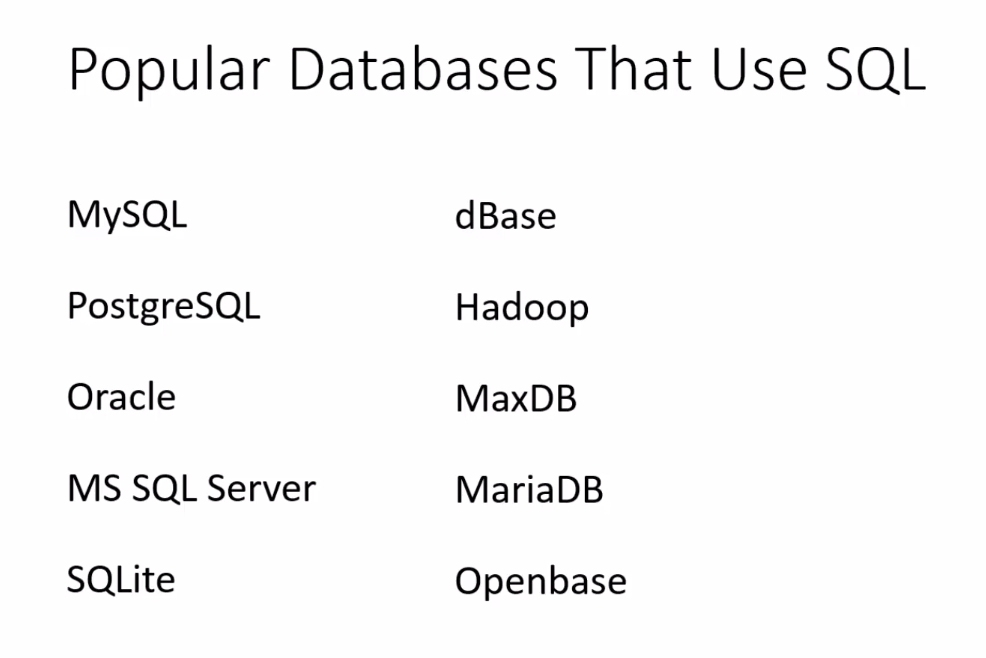 Popular Databases That Use SQL
MySQL
PostgreSQL
Oracle
MS SQL Server
SQLite
dBase
Hadoop
MaxDB
MariaDB
Openbase